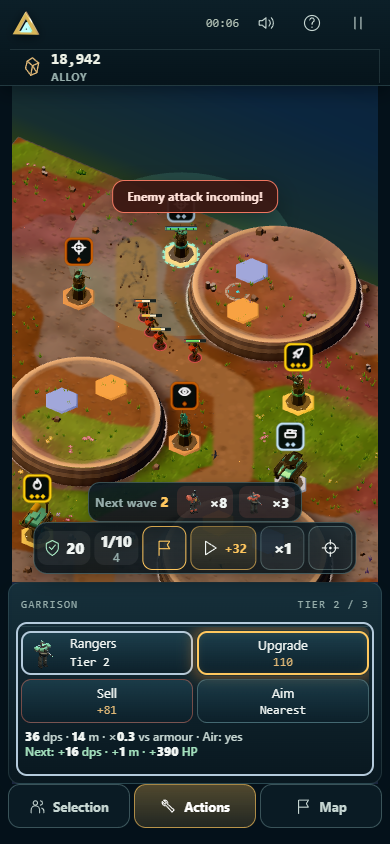 00:06
18,942
ALLOY
Enemy attack incoming!
Next wave 2 ×8 ×3
20
1/10
4
+32
×1
GARRISON
TIER 2 / 3
Rangers
Tier 2
Upgrade
110
Sell
+81
Aim
Nearest
36 dps · 14 m · ×0.3 vs armour · Air: yes
Next: +16 dps · +1 m · +390 HP
Selection
Actions
Map